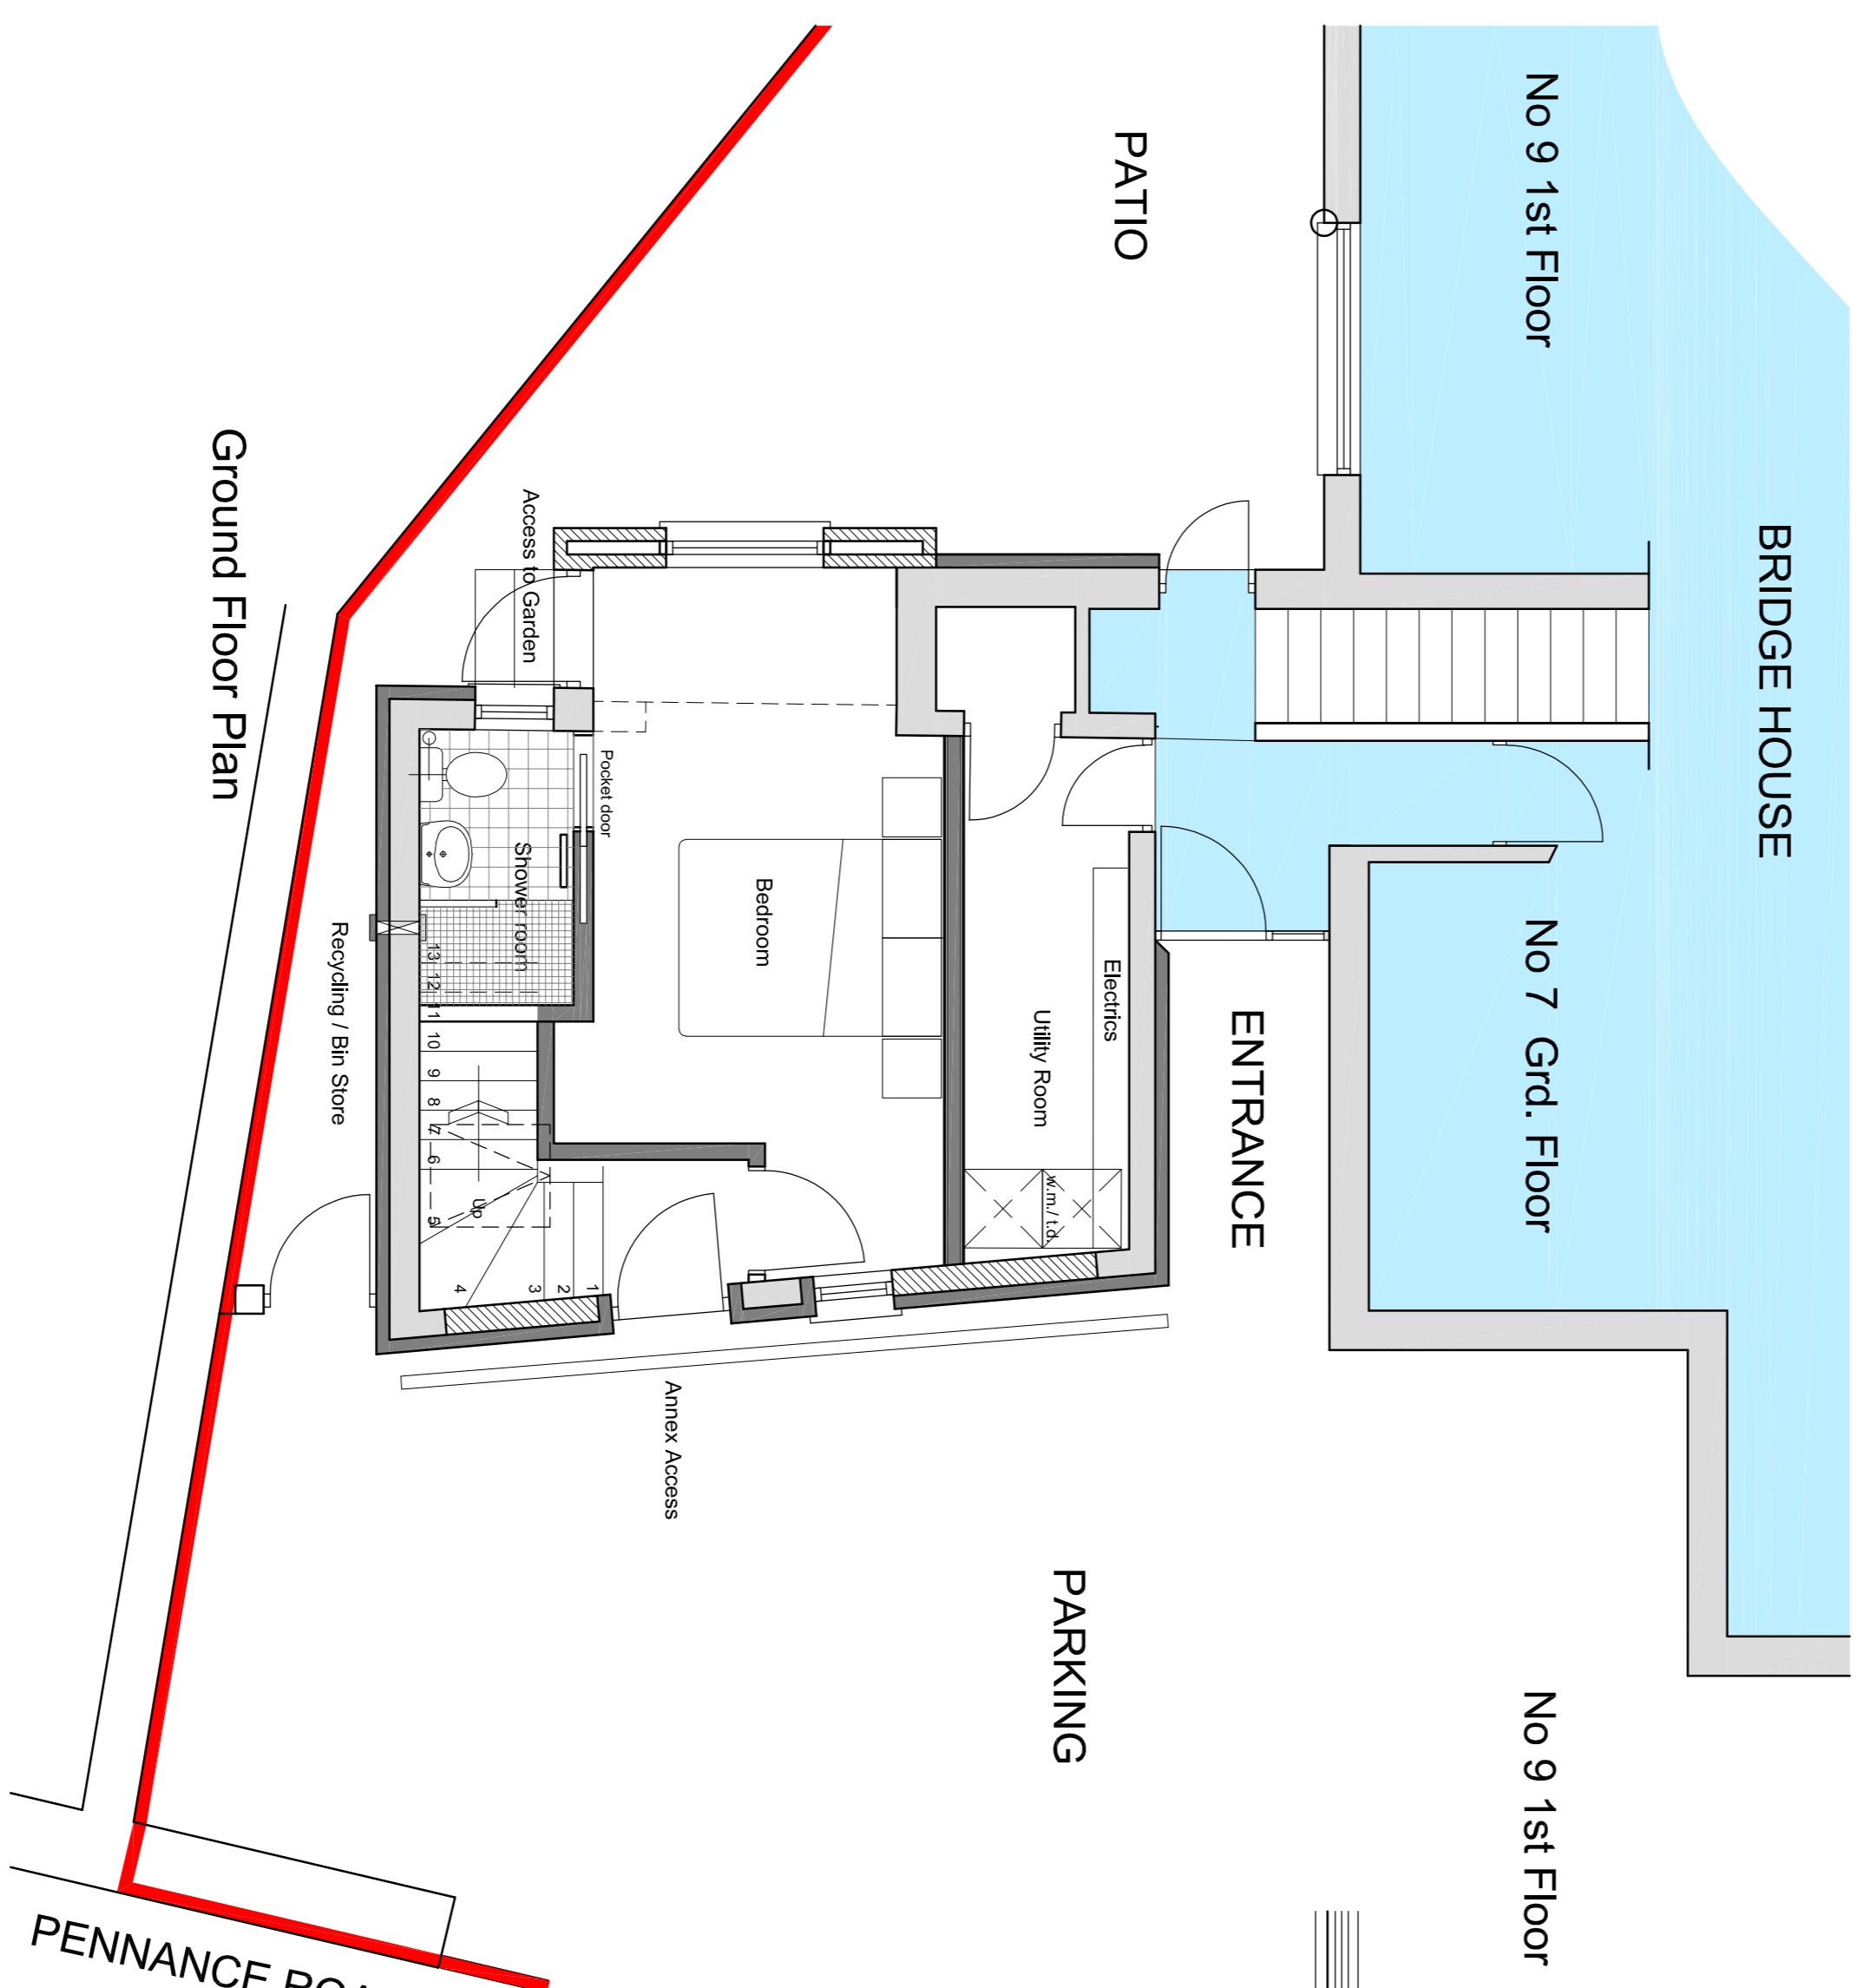 BRIDGE HOUSE
No 9 1st Floor
No 7 Grd. Floor
No 9 1st Floor
PATIO
ENTRANCE
PARKING
Electrics
Utility Room
w.m./ t.d.
Bedroom
Pocket door
Access to Garden
Shower room
Annex Access
1
2
3
4
5
6
7
8
9
10
11
12
13
Up
Recycling / Bin Store
Ground Floor Plan
PENNANCE